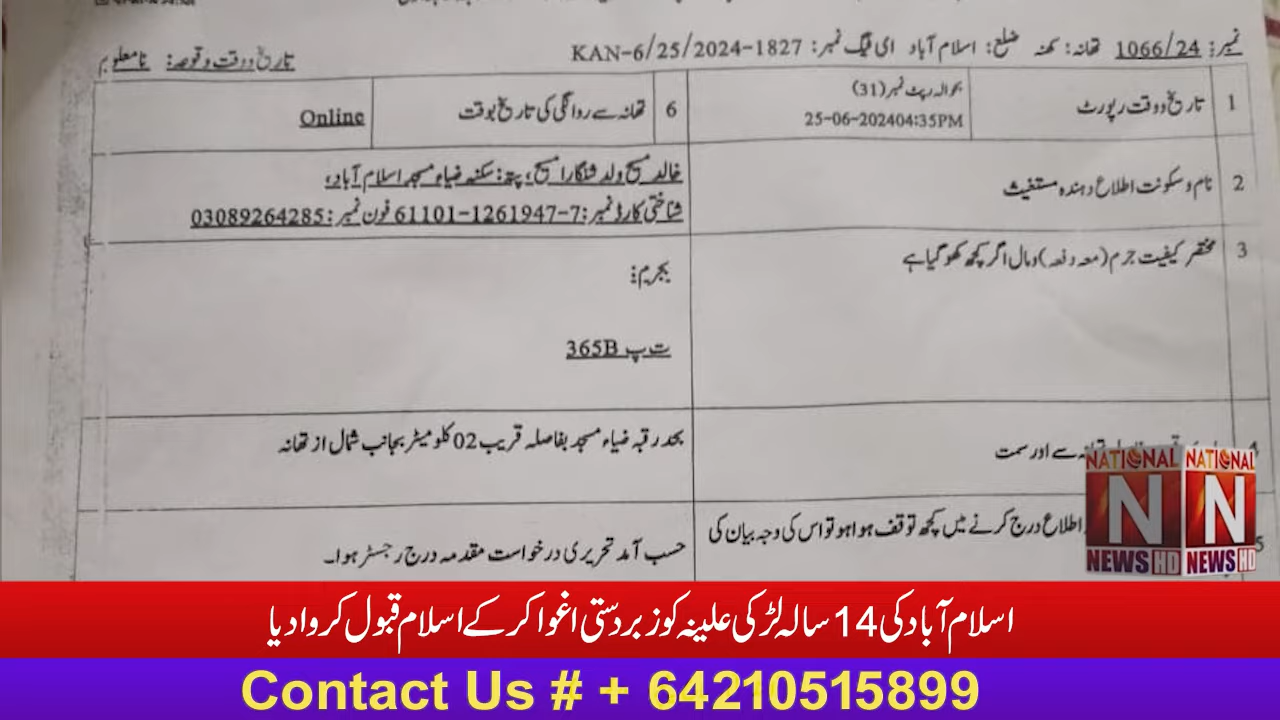 نمبر: 1066/24 تھانہ: کھنہ ضلع: اسلام آباد ای ٹیگ نمبر: KAN-6/25/2024-1827
تاریخ و وقت وقوعہ: نامعلوم
1 تاریخ و وقت رپورٹ
بحوالہ رپٹ نمبر (31)
25-06-202404:35PM
6 تھانہ سے روانگی کی تاریخ بوقت
Online
2 نام و سکونت اطلاع دہندہ مستغیث
خالد مسیح ولد شنگارا مسیح، پتہ: سکنہ ضیاء مسجد اسلام آباد،
شناختی کارڈ نمبر: 61101-1261947-7 فون نمبر: 03089264285
3 مختصر کیفیت جرم (معہ دفعہ) و مال اگر کچھ کھو گیا ہے
بجرم:
ت پ 365B
سے اور سمت
بحدرقبہ ضیاء مسجد بفاصلہ قریب 02 کلومیٹر بجانب شمال از تھانہ
5 اطلاع درج کرنے میں کچھ توقف ہوا ہو تو اس کی وجہ بیان کی
حسب آمد تحریری درخواست مقدمہ درج رجسٹر ہوا۔
NATIONAL N NEWS HD
NATIONAL N NEWS HD
اسلام آباد کی 14 سالہ لڑکی علینہ کو زبردستی اغوا کر کے اسلام قبول کروا دیا
Contact Us # + 64210515899